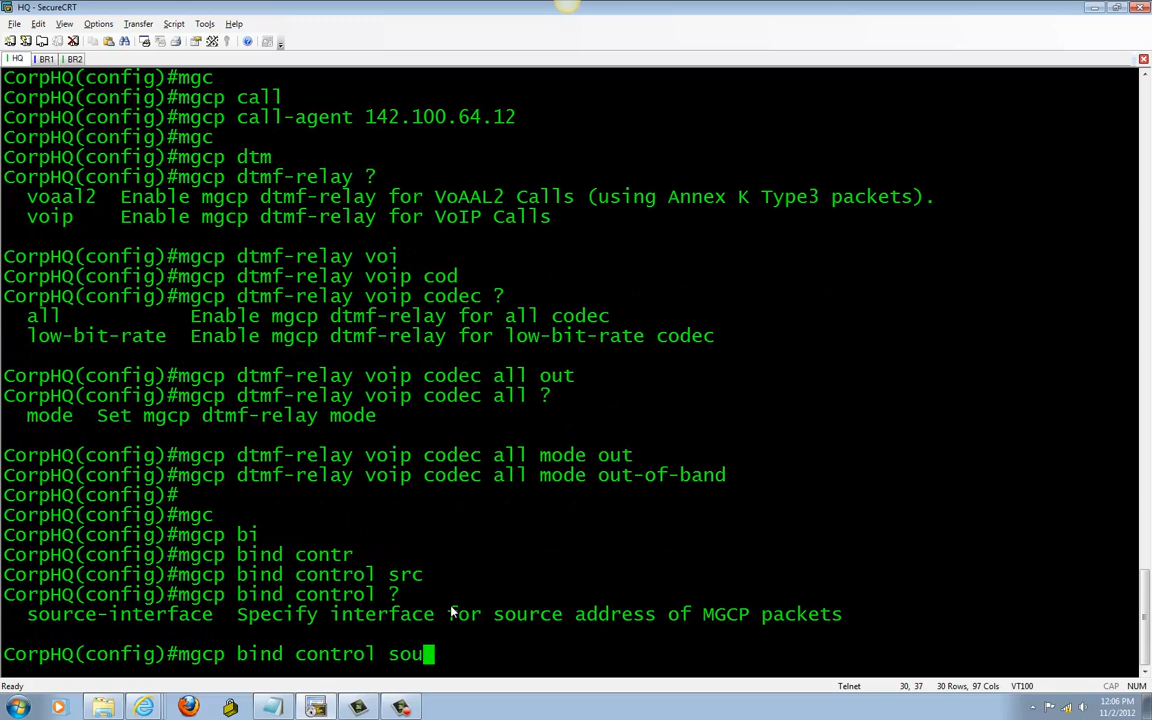 HQ - SecureCRT
File Edit View Options Transfer Script Tools Help
HQ BR1 BR2
CorpHQ(config)#mgc
CorpHQ(config)#mgcp call
CorpHQ(config)#mgcp call-agent 142.100.64.12
CorpHQ(config)#mgc
CorpHQ(config)#mgcp dtm
CorpHQ(config)#mgcp dtmf-relay ?
voaal2 Enable mgcp dtmf-relay for VoAAL2 Calls (using Annex K Type3 packets).
voip Enable mgcp dtmf-relay for VoIP Calls
CorpHQ(config)#mgcp dtmf-relay voi
CorpHQ(config)#mgcp dtmf-relay voip cod
CorpHQ(config)#mgcp dtmf-relay voip codec ?
all Enable mgcp dtmf-relay for all codec
low-bit-rate Enable mgcp dtmf-relay for low-bit-rate codec
CorpHQ(config)#mgcp dtmf-relay voip codec all out
CorpHQ(config)#mgcp dtmf-relay voip codec all ?
mode Set mgcp dtmf-relay mode
CorpHQ(config)#mgcp dtmf-relay voip codec all mode out
CorpHQ(config)#mgcp dtmf-relay voip codec all mode out-of-band
CorpHQ(config)#
CorpHQ(config)#mgc
CorpHQ(config)#mgcp bi
CorpHQ(config)#mgcp bind contr
CorpHQ(config)#mgcp bind control src
CorpHQ(config)#mgcp bind control ?
source-interface Specify interface for source address of MGCP packets
CorpHQ(config)#mgcp bind control sou
Ready Telnet 30, 37 30 Rows, 97 Cols VT100 CAP NUM
12:06 PM
11/2/2012